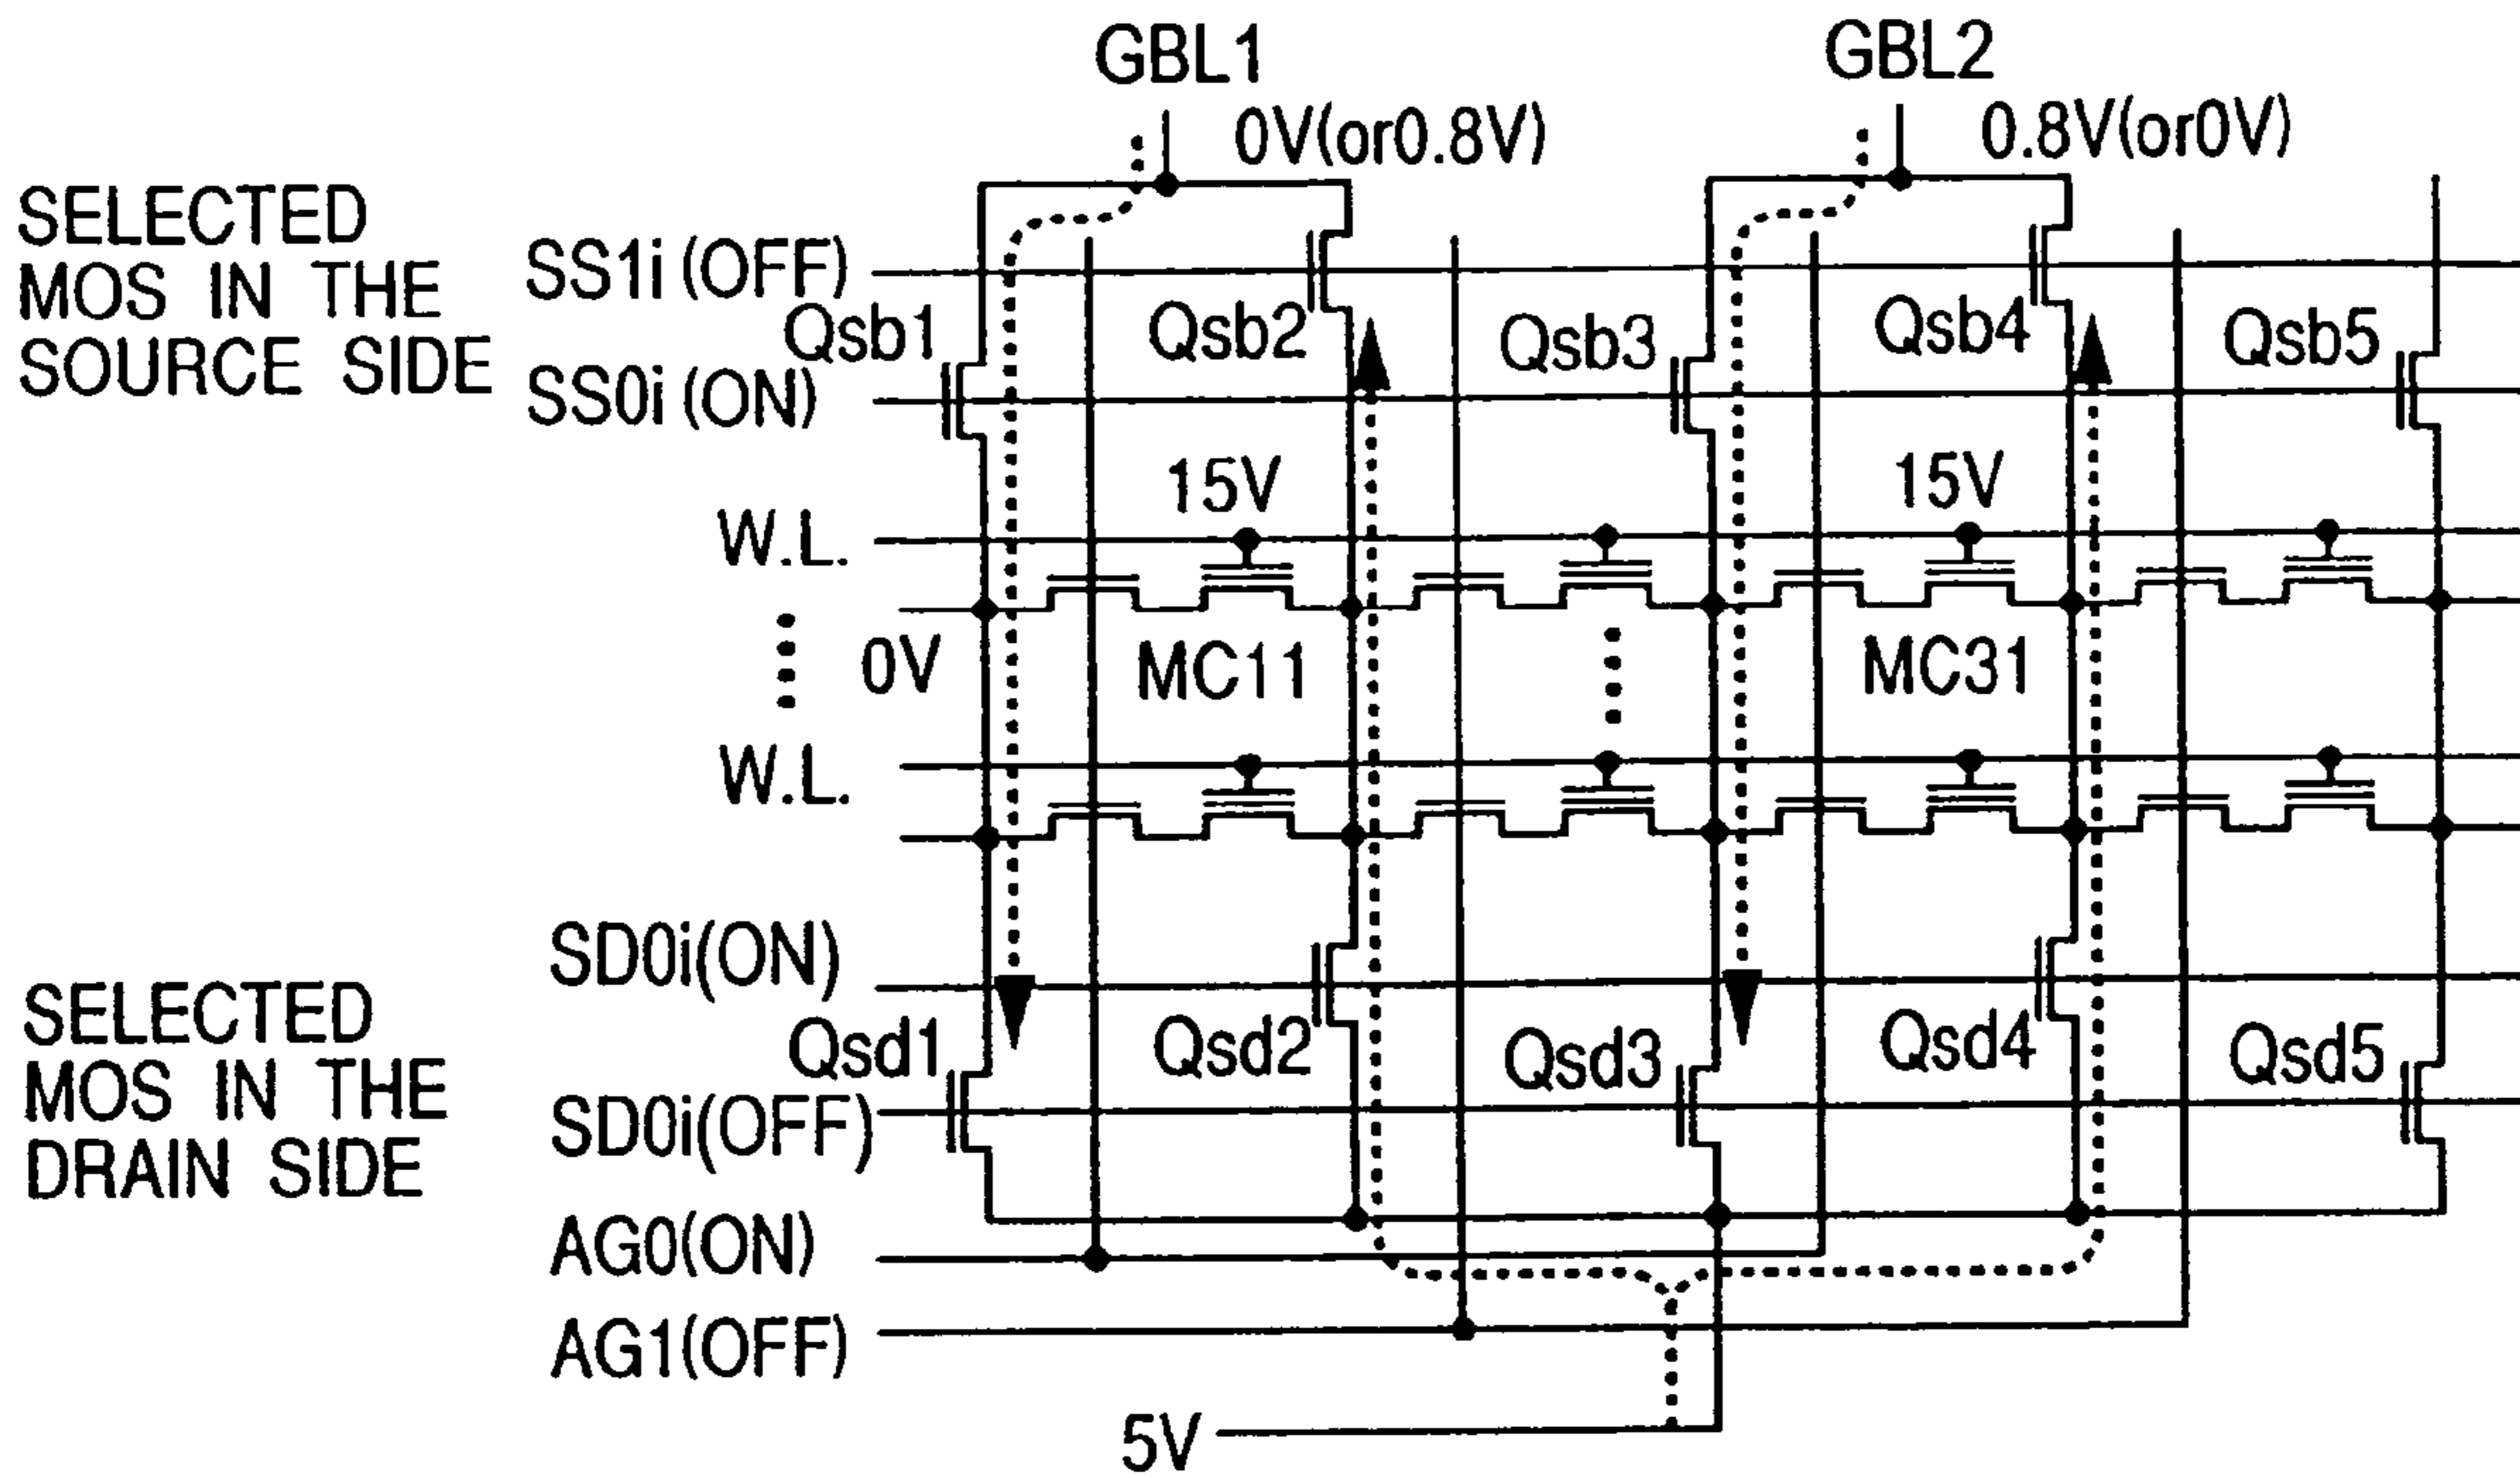 GBL1
GBL2
0V(or0.8V)
0.8V(or0V)
SELECTED
MOS IN THE
SOURCE SIDE
SS1i (OFF)
Qsb1
Qsb2
Qsb3
Qsb4
Qsb5
SS0i (ON)
15V
15V
W.L.
0V
MC11
MC31
W.L.
SD0i(ON)
SELECTED
MOS IN THE
DRAIN SIDE
Qsd1
Qsd2
Qsd3
Qsd4
Qsd5
SD0i(OFF)
AG0(ON)
AG1(OFF)
5V